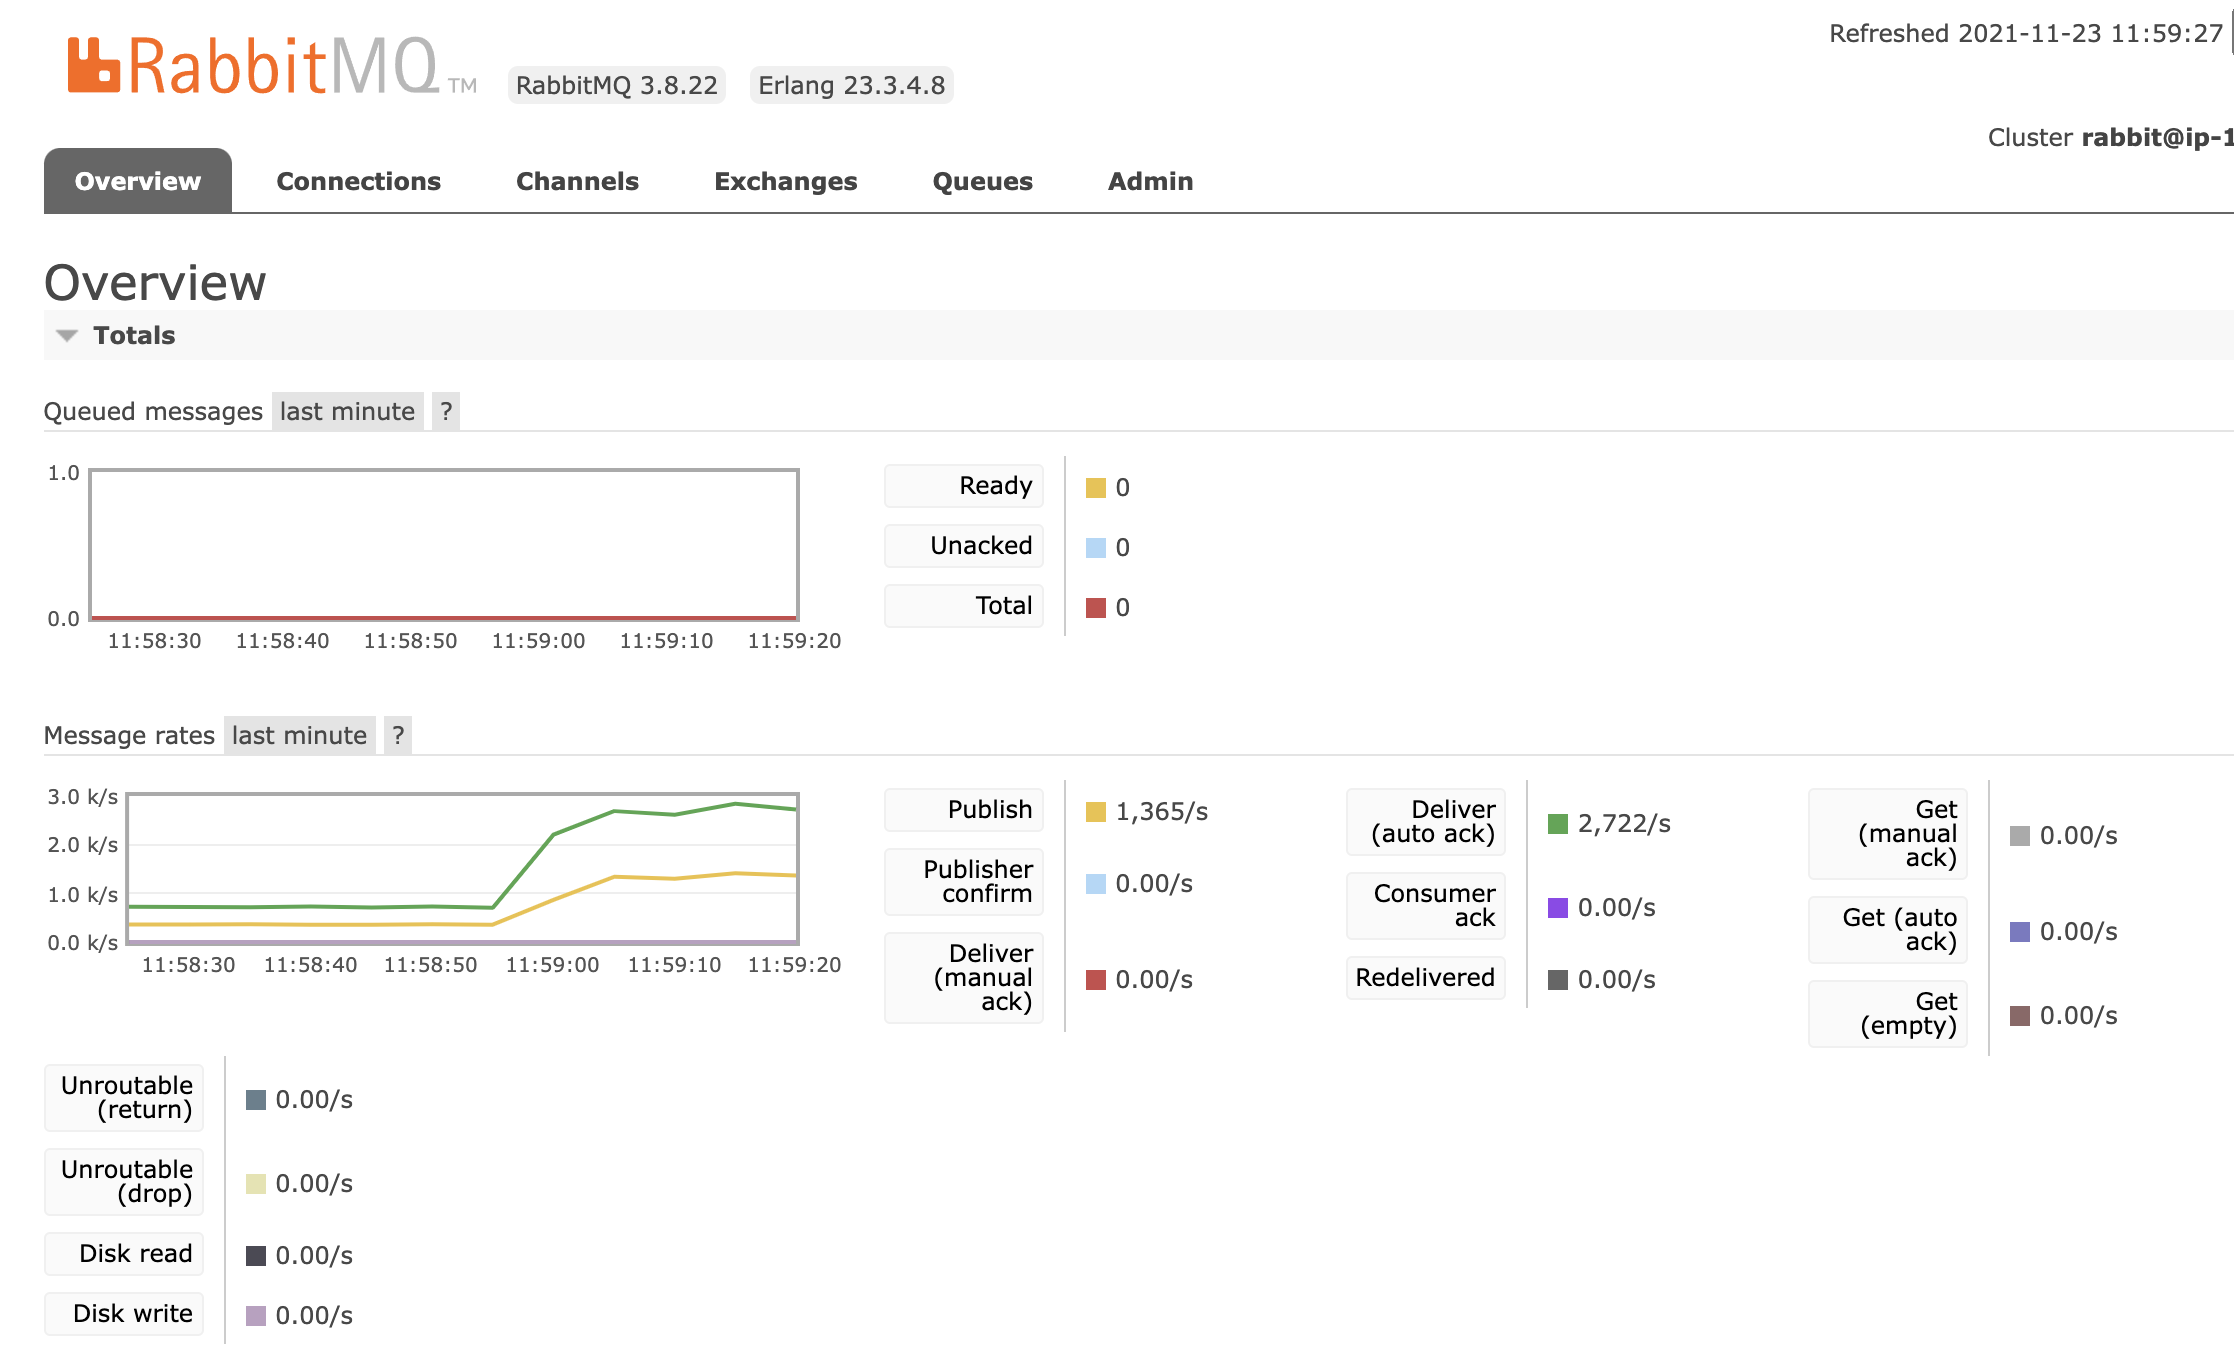 RabbitMQ TM
RabbitMQ 3.8.22
Erlang 23.3.4.8
Refreshed 2021-11-23 11:59:27
Cluster rabbit@ip-1
Overview
Connections
Channels
Exchanges
Queues
Admin
Overview
Totals
Queued messages last minute ?
1.0
0.0
11:58:30 11:58:40 11:58:50 11:59:00 11:59:10 11:59:20
Ready 0
Unacked 0
Total 0
Message rates last minute ?
3.0 k/s
2.0 k/s
1.0 k/s
0.0 k/s
11:58:30 11:58:40 11:58:50 11:59:00 11:59:10 11:59:20
Publish 1,365/s
Publisher
confirm 0.00/s
Deliver
(manual
ack) 0.00/s
Deliver
(auto ack) 2,722/s
Consumer
ack 0.00/s
Redelivered 0.00/s
Get
(manual
ack) 0.00/s
Get (auto
ack) 0.00/s
Get
(empty) 0.00/s
Unroutable
(return) 0.00/s
Unroutable
(drop) 0.00/s
Disk read 0.00/s
Disk write 0.00/s